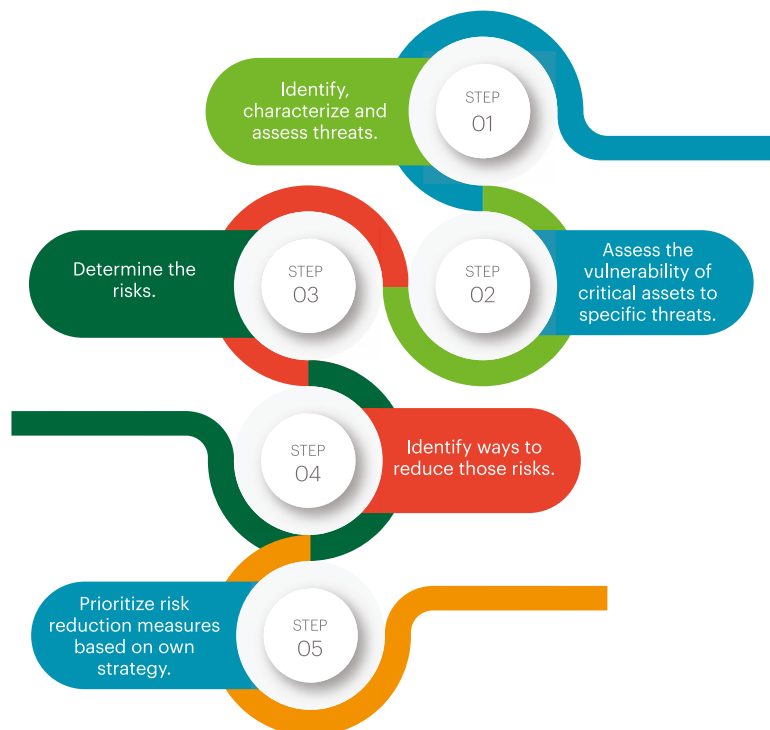 Identify,
characterize and
assess threats.
STEP
01
Assess the
vulnerability of
critical assets to
specific threats.
STEP
02
Determine the
risks.
STEP
03
Identify ways to
reduce those risks.
STEP
04
Prioritize risk
reduction measures
based on own
strategy.
STEP
05